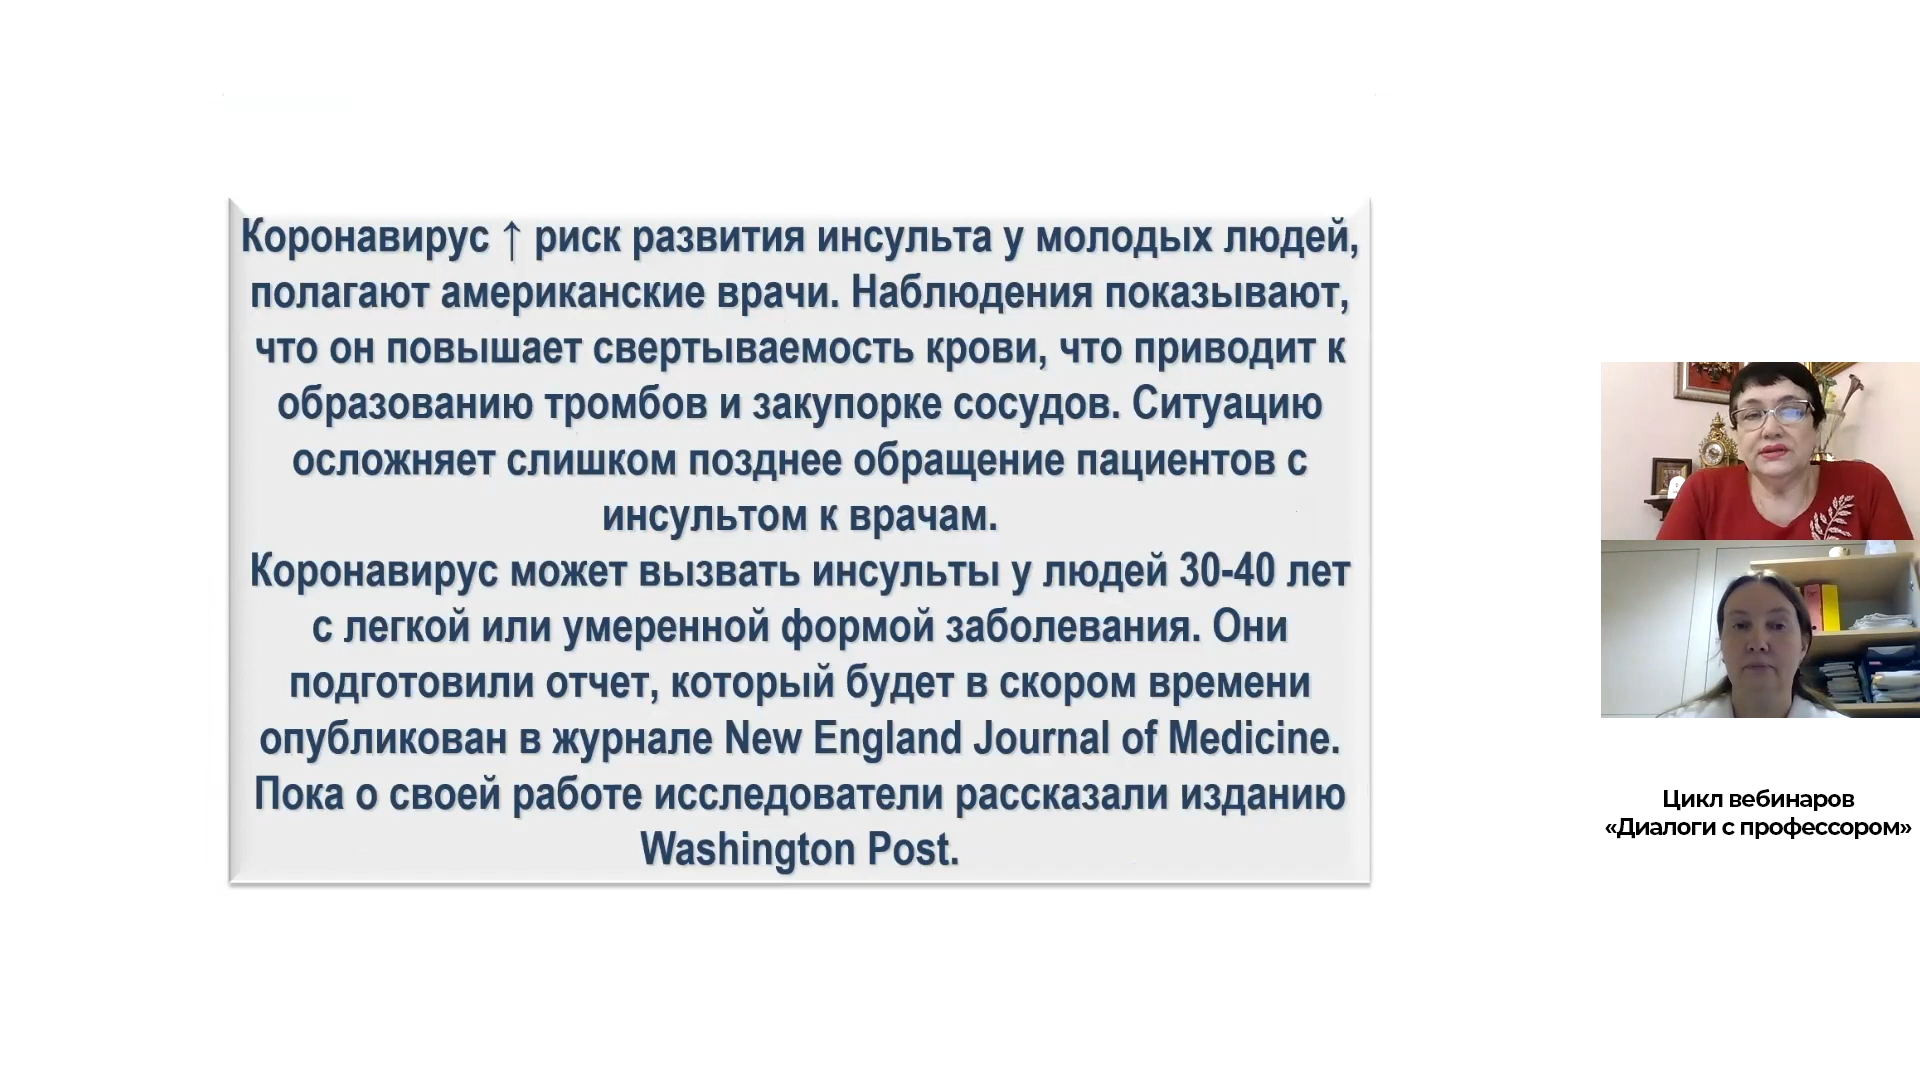 Коронавирус ↑ риск развития инсульта у молодых людей,
полагают американские врачи. Наблюдения показывают,
что он повышает свертываемость крови, что приводит к
образованию тромбов и закупорке сосудов. Ситуацию
осложняет слишком позднее обращение пациентов с
инсультом к врачам.
Коронавирус может вызвать инсульты у людей 30-40 лет
с легкой или умеренной формой заболевания. Они
подготовили отчет, который будет в скором времени
опубликован в журнале New England Journal of Medicine.
Пока о своей работе исследователи рассказали изданию
Washington Post.
Цикл вебинаров
«Диалоги с профессором»